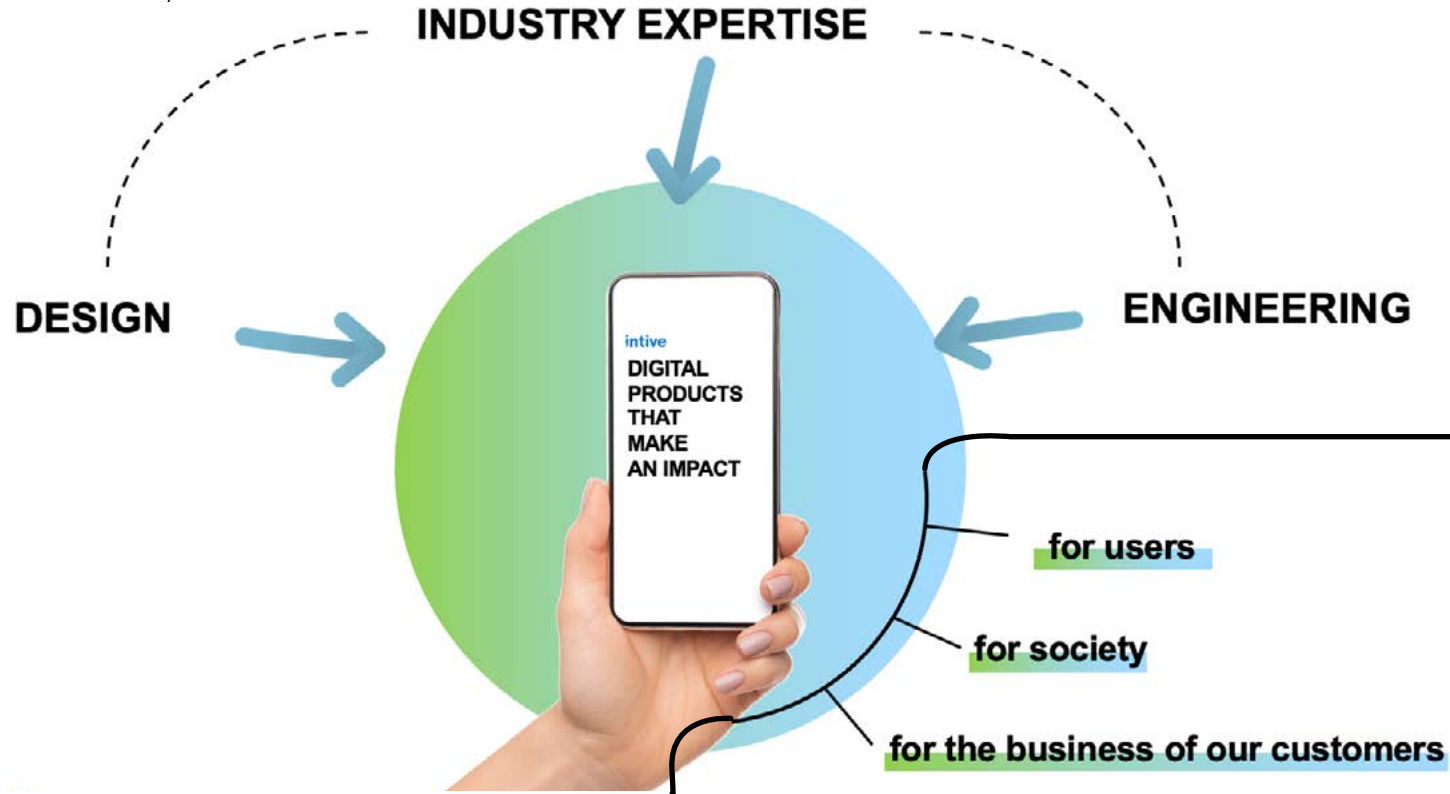 INDUSTRY EXPERTISE
DESIGN
ENGINEERING
intive
DIGITAL
PRODUCTS
THAT
MAKE
AN IMPACT
for users
for society
for the business of our customers